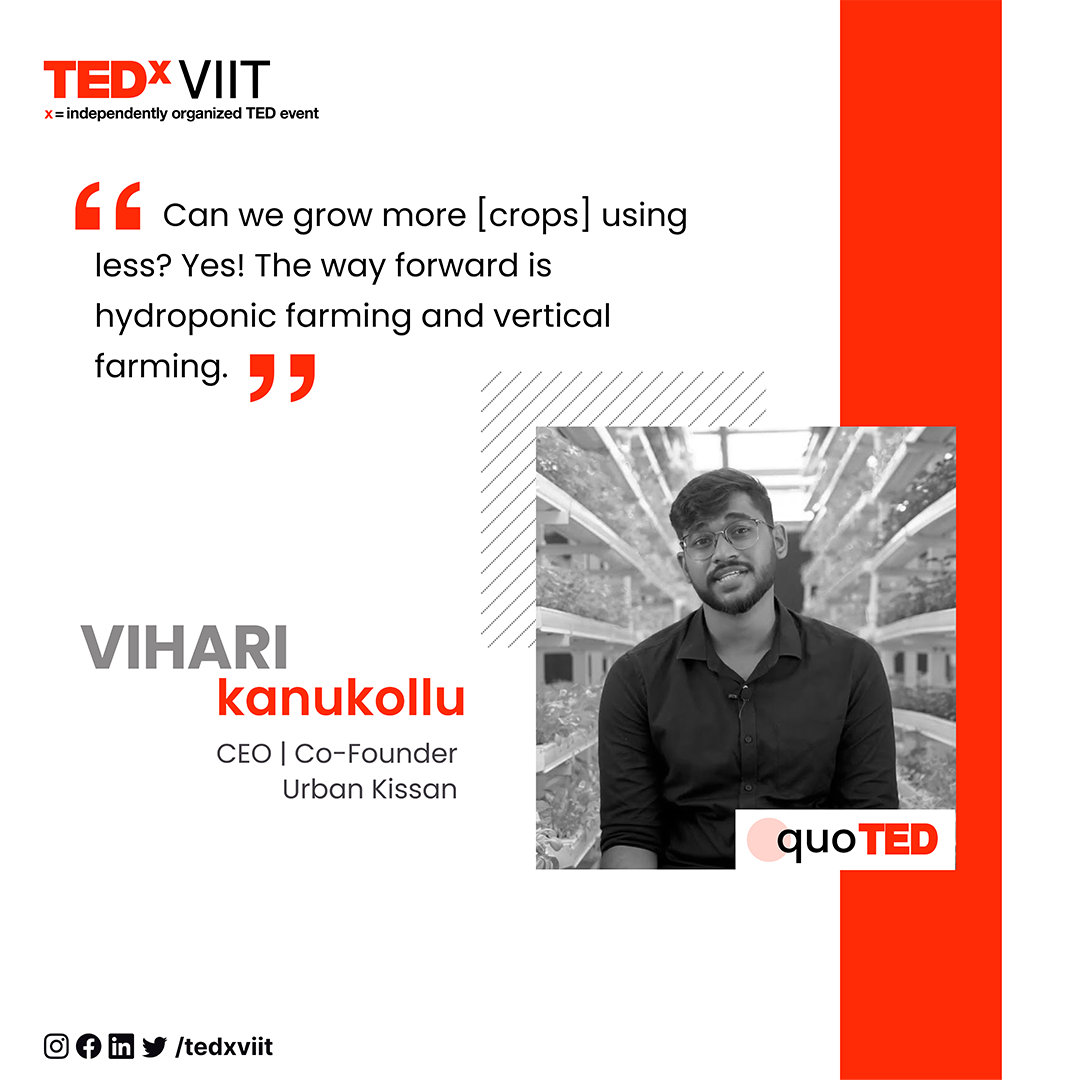 TEDx VIIT
x = independently organized TED event
“ Can we grow more [crops] using
less? Yes! The way forward is
hydroponic farming and vertical
farming. ”
VIHARI
kanukollu
CEO | Co-Founder
Urban Kissan
quoTED
/tedxviit